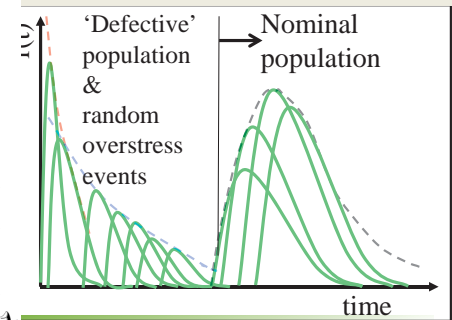 f(t)
'Defective'
population
&
random
overstress
events
Nominal
population
time